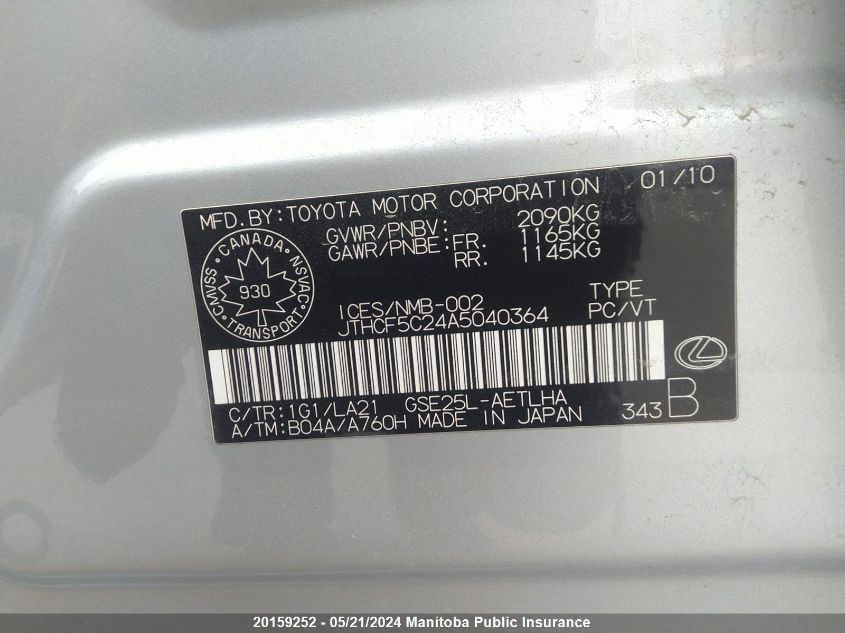 MFD. BY: TOYOTA MOTOR CORPORATION 01/10
GVWR/PNBV: 2090KG
GAWR/PNBE: FR: 1165KG
RR: 1145KG
CANADA
CMVSS NSVAC
930
TRANSPORT
ICES/NMB-002 TYPE
JTHCF5C24A5040364 PC/VT
C/TR: 1G1/LA21 GSE25L-AETLHA
A/TM: B04A/A760H MADE IN JAPAN 343 B
20159252 - 05/21/2024 Manitoba Public Insurance